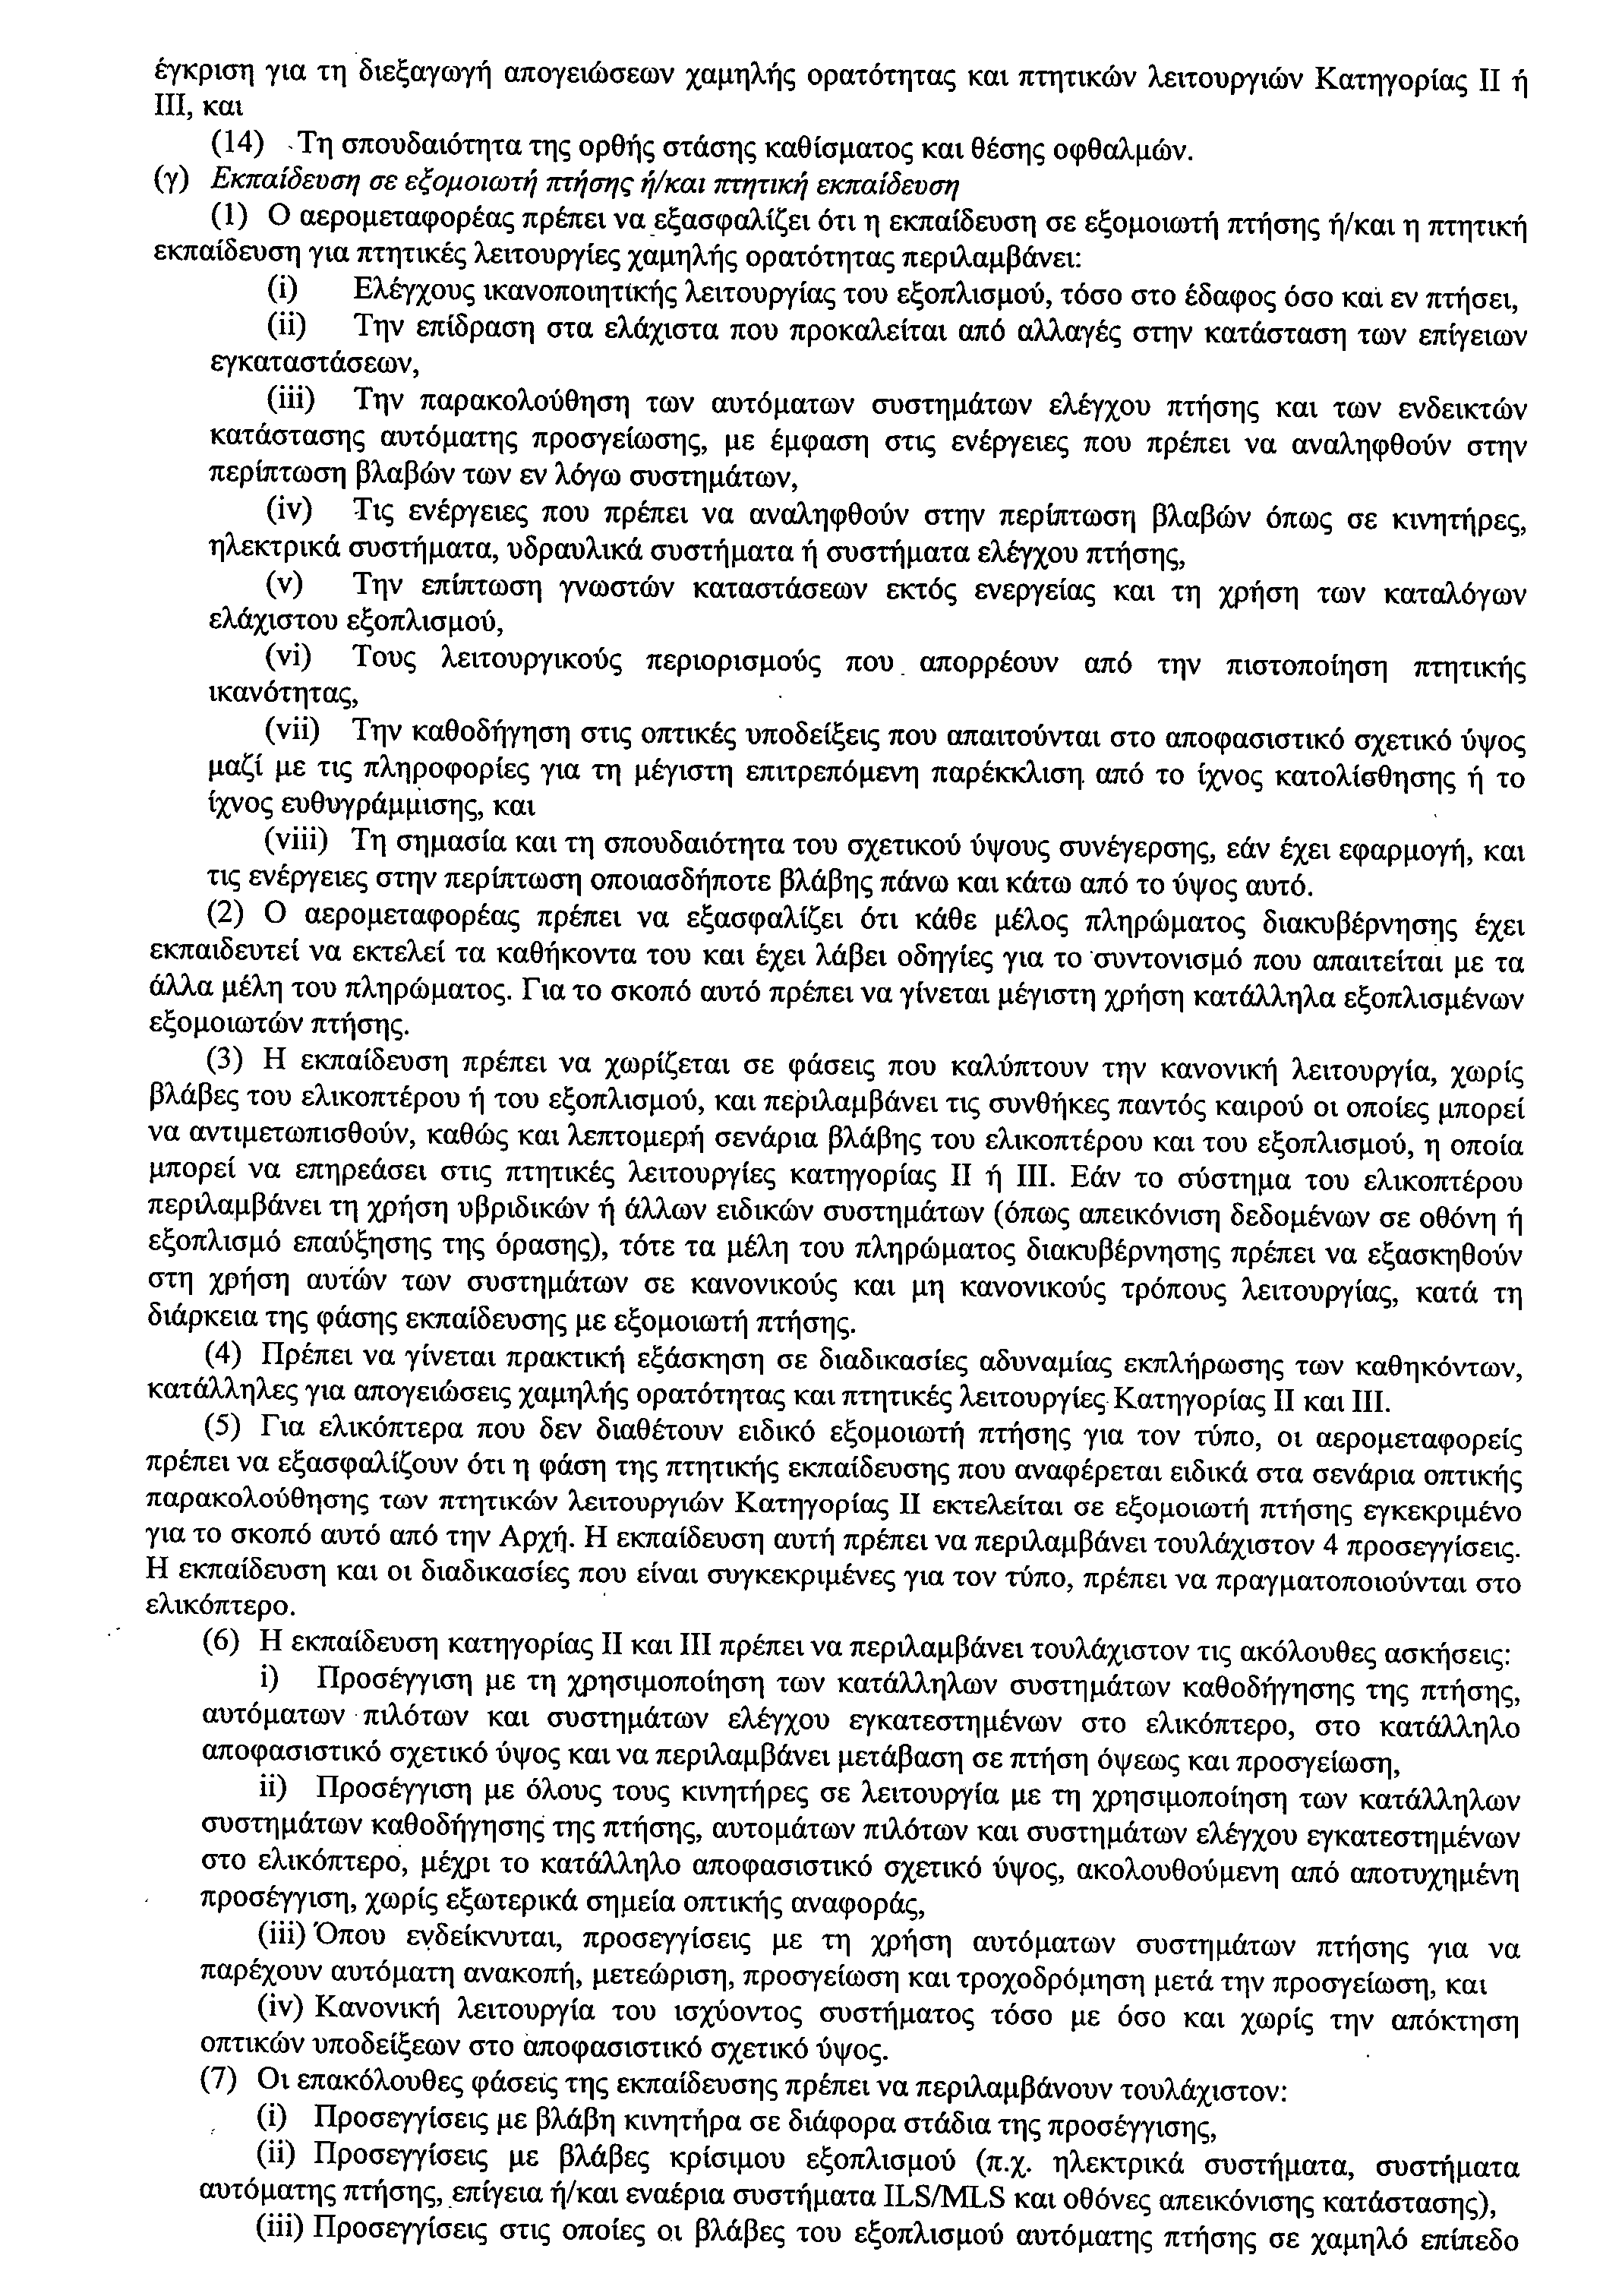 έγκριση για τη διεξαγωγή απογειώσεων χαμηλής ορατότητας και πτητικών λειτουργιών Κατηγορίας ΙΙ ή
ΙΙΙ, και
(14) Τη σπουδαιότητα της ορθής στάσης καθίσματος και θέσης οφθαλμών.
(γ) Εκπαίδευση σε εξομοιωτή πτήσης ή/και πτητική εκπαίδευση
(1) Ο αερομεταφορέας πρέπει να εξασφαλίζει ότι η εκπαίδευση σε εξομοιωτή πτήσης ή/και η πτητική
εκπαίδευση για πτητικές λειτουργίες χαμηλής ορατότητας περιλαμβάνει:
(i) Ελέγχους ικανοποιητικής λειτουργίας του εξοπλισμού, τόσο στο έδαφος όσο και εν πτήσει,
(ii) Την επίδραση στα ελάχιστα που προκαλείται από αλλαγές στην κατάσταση των επίγειων
εγκαταστάσεων,
(iii) Την παρακολούθηση των αυτόματων συστημάτων ελέγχου πτήσης και των ενδεικτών
κατάστασης αυτόματης προσγείωσης, με έμφαση στις ενέργειες που πρέπει να αναληφθούν στην
περίπτωση βλαβών των εν λόγω συστημάτων,
(iv) Τις ενέργειες που πρέπει να αναληφθούν στην περίπτωση βλαβών όπως σε κινητήρες,
ηλεκτρικά συστήματα, υδραυλικά συστήματα ή συστήματα ελέγχου πτήσης,
(v) Την επίπτωση γνωστών καταστάσεων εκτός ενεργείας και τη χρήση των καταλόγων
ελάχιστου εξοπλισμού,
(vi) Τους λειτουργικούς περιορισμούς που απορρέουν από την πιστοποίηση πτητικής
ικανότητας,
(vii) Την καθοδήγηση στις οπτικές υποδείξεις που απαιτούνται στο αποφασιστικό σχετικό ύψος
μαζί με τις πληροφορίες για τη μέγιστη επιτρεπόμενη παρέκκλιση από το ίχνος κατολίσθησης ή το
ίχνος ευθυγράμμισης, και
(viii) Τη σημασία και τη σπουδαιότητα του σχετικού ύψους συνέγερσης, εάν έχει εφαρμογή, και
τις ενέργειες στην περίπτωση οποιασδήποτε βλάβης πάνω και κάτω από το ύψος αυτό.
(2) Ο αερομεταφορέας πρέπει να εξασφαλίζει ότι κάθε μέλος πληρώματος διακυβέρνησης έχει
εκπαιδευτεί να εκτελεί τα καθήκοντα του και έχει λάβει οδηγίες για το συντονισμό που απαιτείται με τα
άλλα μέλη του πληρώματος. Για το σκοπό αυτό πρέπει να γίνεται μέγιστη χρήση κατάλληλα εξοπλισμένων
εξομοιωτών πτήσης.
(3) Η εκπαίδευση πρέπει να χωρίζεται σε φάσεις που καλύπτουν την κανονική λειτουργία, χωρίς
βλάβες του ελικοπτέρου ή του εξοπλισμού, και περιλαμβάνει τις συνθήκες παντός καιρού οι οποίες μπορεί
να αντιμετωπισθούν, καθώς και λεπτομερή σενάρια βλάβης του ελικοπτέρου και του εξοπλισμού, η οποία
μπορεί να επηρεάσει στις πτητικές λειτουργίες κατηγορίας ΙΙ ή ΙΙΙ. Εάν το σύστημα του ελικοπτέρου
περιλαμβάνει τη χρήση υβριδικών ή άλλων ειδικών συστημάτων (όπως απεικόνιση δεδομένων σε οθόνη ή
εξοπλισμό επαύξησης της όρασης), τότε τα μέλη του πληρώματος διακυβέρνησης πρέπει να εξασκηθούν
στη χρήση αυτών των συστημάτων σε κανονικούς και μη κανονικούς τρόπους λειτουργίας, κατά τη
διάρκεια της φάσης εκπαίδευσης με εξομοιωτή πτήσης.
(4) Πρέπει να γίνεται πρακτική εξάσκηση σε διαδικασίες αδυναμίας εκπλήρωσης των καθηκόντων,
κατάλληλες για απογειώσεις χαμηλής ορατότητας και πτητικές λειτουργίες Κατηγορίας ΙΙ και ΙΙΙ.
(5) Για ελικόπτερα που δεν διαθέτουν ειδικό εξομοιωτή πτήσης για τον τύπο, οι αερομεταφορείς
πρέπει να εξασφαλίζουν ότι η φάση της πτητικής εκπαίδευσης που αναφέρεται ειδικά στα σενάρια οπτικής
παρακολούθησης των πτητικών λειτουργιών Κατηγορίας ΙΙ εκτελείται σε εξομοιωτή πτήσης εγκεκριμένο
για το σκοπό αυτό από την Αρχή. Η εκπαίδευση αυτή πρέπει να περιλαμβάνει τουλάχιστον 4 προσεγγίσεις.
Η εκπαίδευση και οι διαδικασίες που είναι συγκεκριμένες για τον τύπο, πρέπει να πραγματοποιούνται στο
ελικόπτερο.
(6) Η εκπαίδευση κατηγορίας ΙΙ και ΙΙΙ πρέπει να περιλαμβάνει τουλάχιστον τις ακόλουθες ασκήσεις:
i) Προσέγγιση με τη χρησιμοποίηση των κατάλληλων συστημάτων καθοδήγησης της πτήσης,
αυτόματων πιλότων και συστημάτων ελέγχου εγκατεστημένων στο ελικόπτερο, στο κατάλληλο
αποφασιστικό σχετικό ύψος και να περιλαμβάνει μετάβαση σε πτήση όψεως και προσγείωση,
ii) Προσέγγιση με όλους τους κινητήρες σε λειτουργία με τη χρησιμοποίηση των κατάλληλων
συστημάτων καθοδήγησης της πτήσης, αυτομάτων πιλότων και συστημάτων ελέγχου εγκατεστημένων
στο ελικόπτερο, μέχρι το κατάλληλο αποφασιστικό σχετικό ύψος, ακολουθούμενη από αποτυχημένη
προσέγγιση, χωρίς εξωτερικά σημεία οπτικής αναφοράς,
(iii) Όπου ενδείκνυται, προσεγγίσεις με τη χρήση αυτόματων συστημάτων πτήσης για να
παρέχουν αυτόματη ανακοπή, μετεώριση, προσγείωση και τροχοδρόμηση μετά την προσγείωση, και
(iv) Κανονική λειτουργία του ισχύοντος συστήματος τόσο με όσο και χωρίς την απόκτηση
οπτικών υποδείξεων στο αποφασιστικό σχετικό ύψος.
(7) Οι επακόλουθες φάσεις της εκπαίδευσης πρέπει να περιλαμβάνουν τουλάχιστον:
(i) Προσεγγίσεις με βλάβη κινητήρα σε διάφορα στάδια της προσέγγισης,
(ii) Προσεγγίσεις με βλάβες κρίσιμου εξοπλισμού (π.χ. ηλεκτρικά συστήματα, συστήματα
αυτόματης πτήσης, επίγεια ή/και εναέρια συστήματα ILS/MLS και οθόνες απεικόνισης κατάστασης),
(iii) Προσεγγίσεις στις οποίες οι βλάβες του εξοπλισμού αυτόματης πτήσης σε χαμηλό επίπεδο